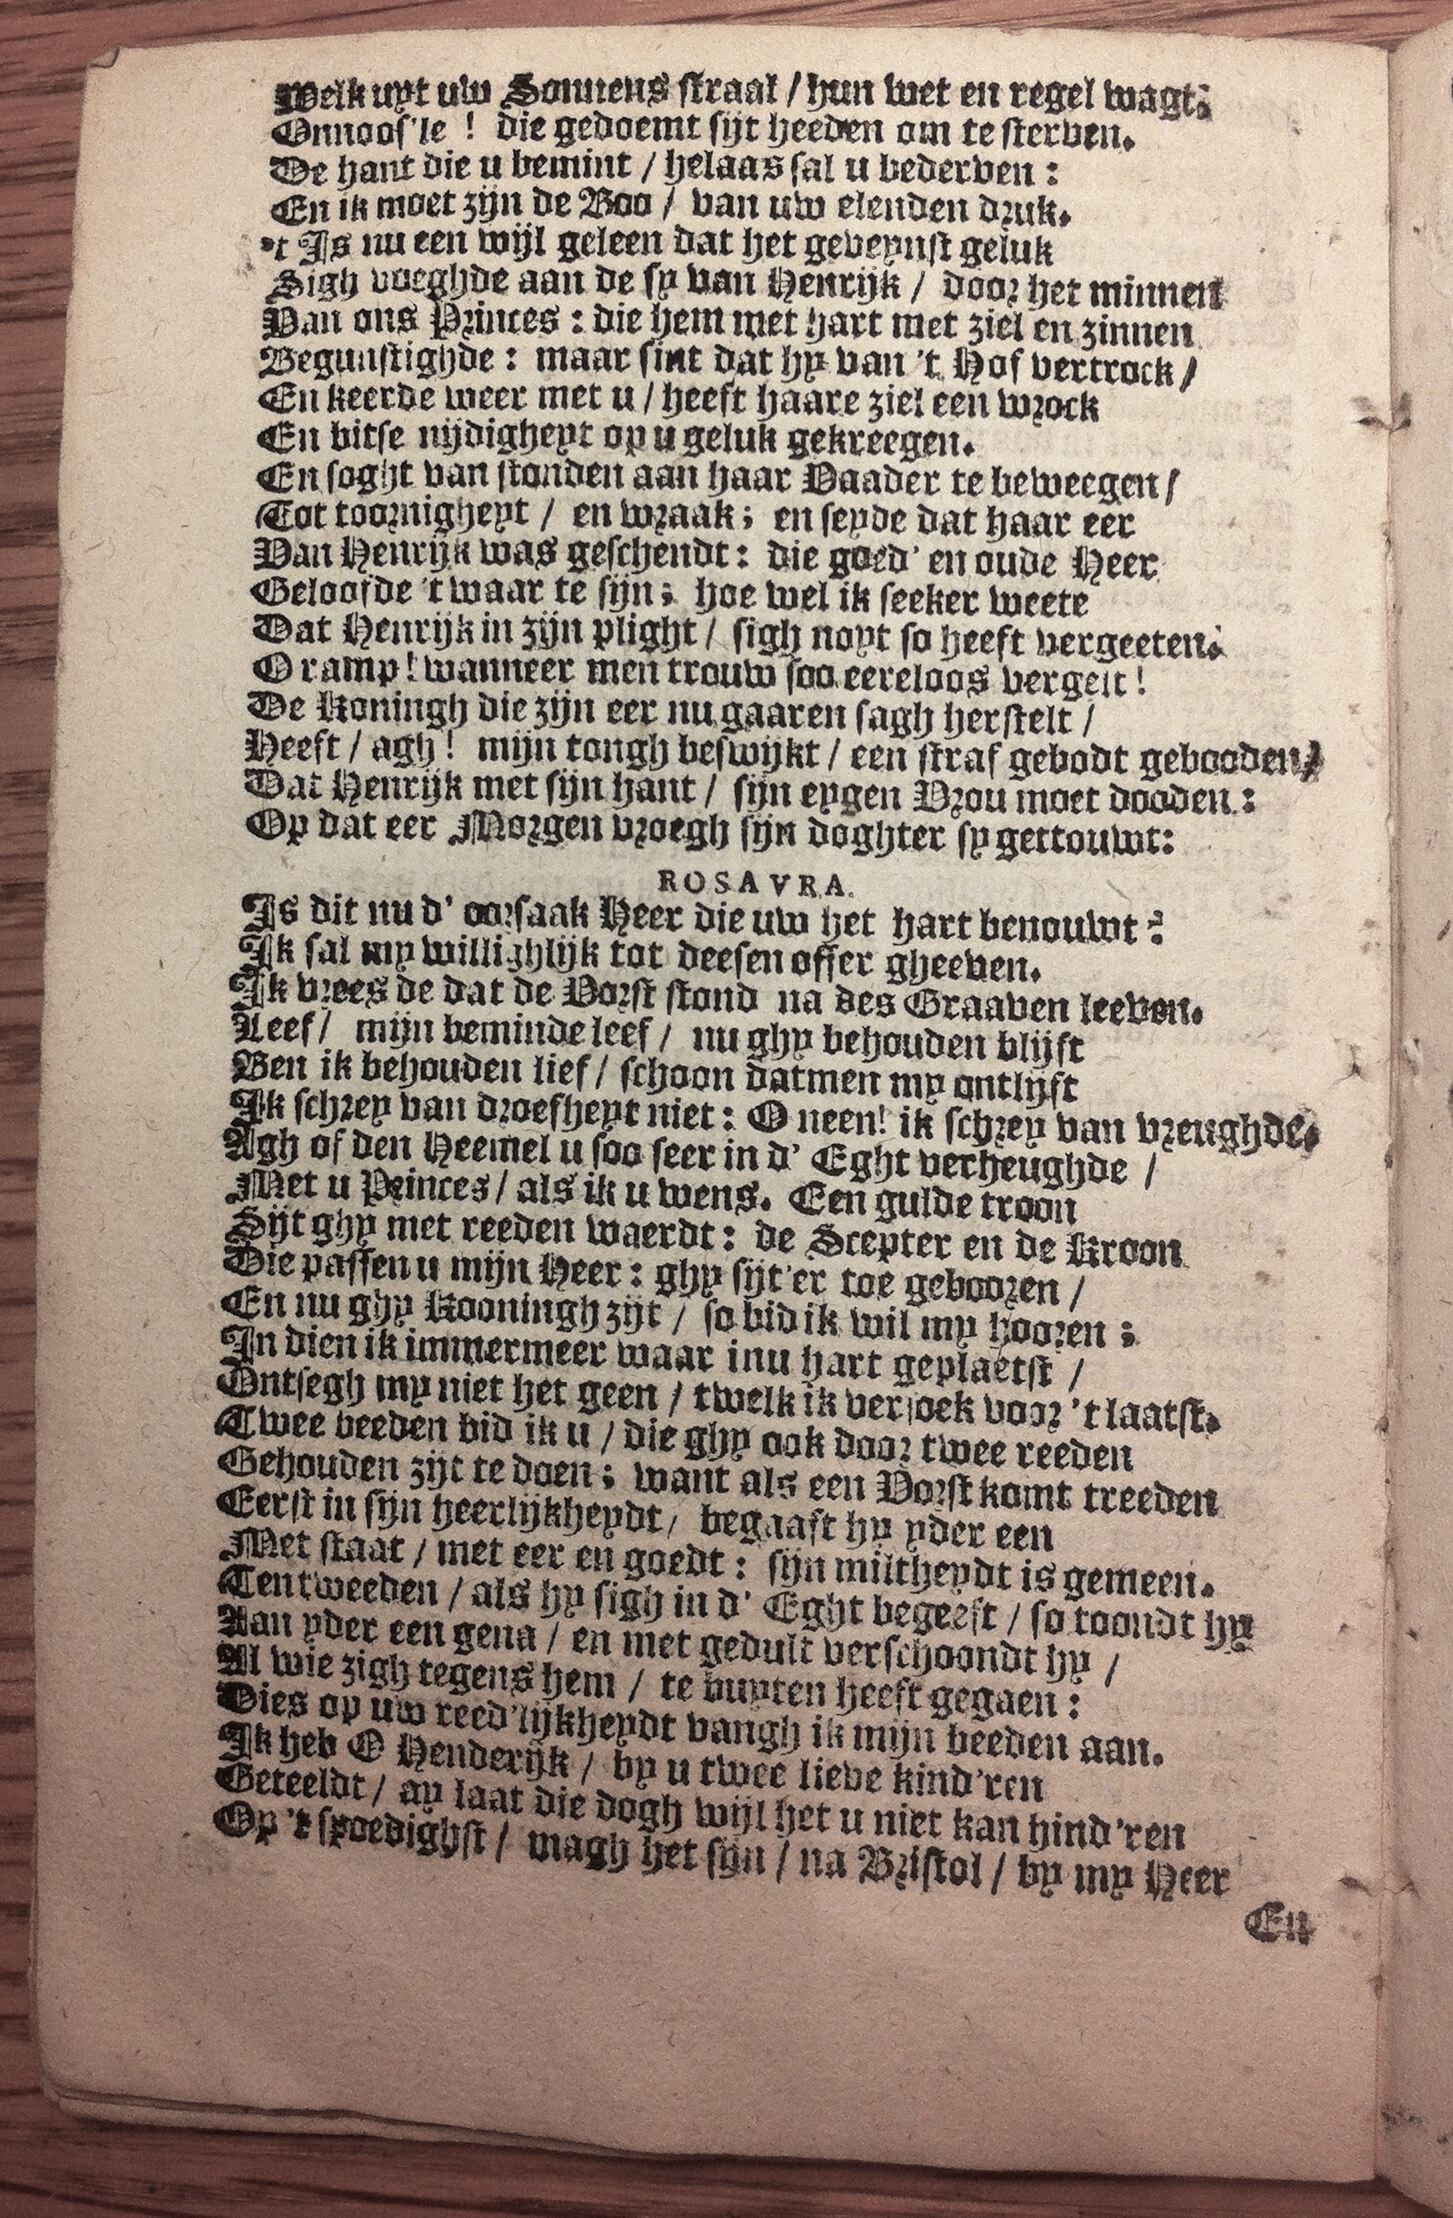 Welk uyt uw Sonnens straal / hun wet en regel wagt:
Onnoos'le ! die gedoemt sijt heeden om te sterven.
De hant die u bemint / helaas sal u bederven :
En ik moet zijn de Boo / van uw elenden druk.
't Is nu een wijl geleen dat het geveynst geluk
Sigh voeghde aan de sy van Henrijk / door het minnen
Van ons Princes : die hem met hart met ziel en zinnen
Begunstighde : maar sint dat hy van 't Hof vertrock /
En keerde weer met u / heeft haare ziel een wrock
En bitse nijdigheyt op u geluk gekreegen.
En soght van stonden aan haar Vaader te beweegen /
Tot toornigheyt / en wraak ; en seyde dat haar eer
Van Henrijk was geschendt : die goed' en oude Heer
Geloofde 't waar te sijn ; hoe wel ik seeker weete
Dat Henrijk in zijn plight / sigh noyt so heeft vergeeten.
O ramp ! wanneer men trouw soo eereloos vergelt !
De Koningh die zijn eer nu gaaren sagh herstelt /
Heeft / agh ! mijn tongh beswijkt / een straf gebodt gebooden /
Dat Henrijk met sijn hant / sijn eygen Vrou moet dooden :
Op dat eer Morgen vroegh sijn doghter sy getrouwt:
ROSAVRA.
Is dit nu d' oorsaak Heer die uw het hart benouwt ?
Ik sal my willighlijk tot deesen offer gheeven.
Ik vrees de dat de Vorst stond na des Graaven leeven.
Leef / mijn beminde leef / nu ghy behouden blijft
Ben ik behouden lief / schoon datmen my ontlijft
Ik schrey van droefheyt niet : O neen! ik schrey van vreughde.
Agh of den Heemel u soo seer in d' Eght verheughde /
Met u Princes / als ik u wens. Een gulde troon
Sijt ghy met reeden waerdt : de Scepter en de Kroon
Die passen u mijn Heer : ghy sijt'er toe gebooren /
En nu ghy Kooningh zijt / so bid ik wil my hooren ;
In dien ik immermeer waar inu hart geplaetst /
Ontsegh my niet het geen / twelk ik versoek voor 't laatst.
Twee beeden bid ik u / die ghy ook door twee reeden
Gehouden zijt te doen ; want als een Vorst komt treeden
Eerst in sijn heerlijkheydt / begaaft hy yder een
Met staat / met eer en goedt : sijn miltheydt is gemeen.
Ten tweeden / als hy sigh in d' Eght begeeft / so toondt hy
Aan yder een gena / en met gedult verschoondt hy /
Al wie zigh tegens hem / te buyten heeft gegaen :
Dies op uw reed'lijkheydt vangh ik mijn beeden aan.
Ik heb O Henderijk / by u twee lieve kind'ren
Geteeldt / ay laat die dogh wijl het u niet kan hind'ren
Op 't spoedighst / magh het sijn / na Bristol / by my Heer
En